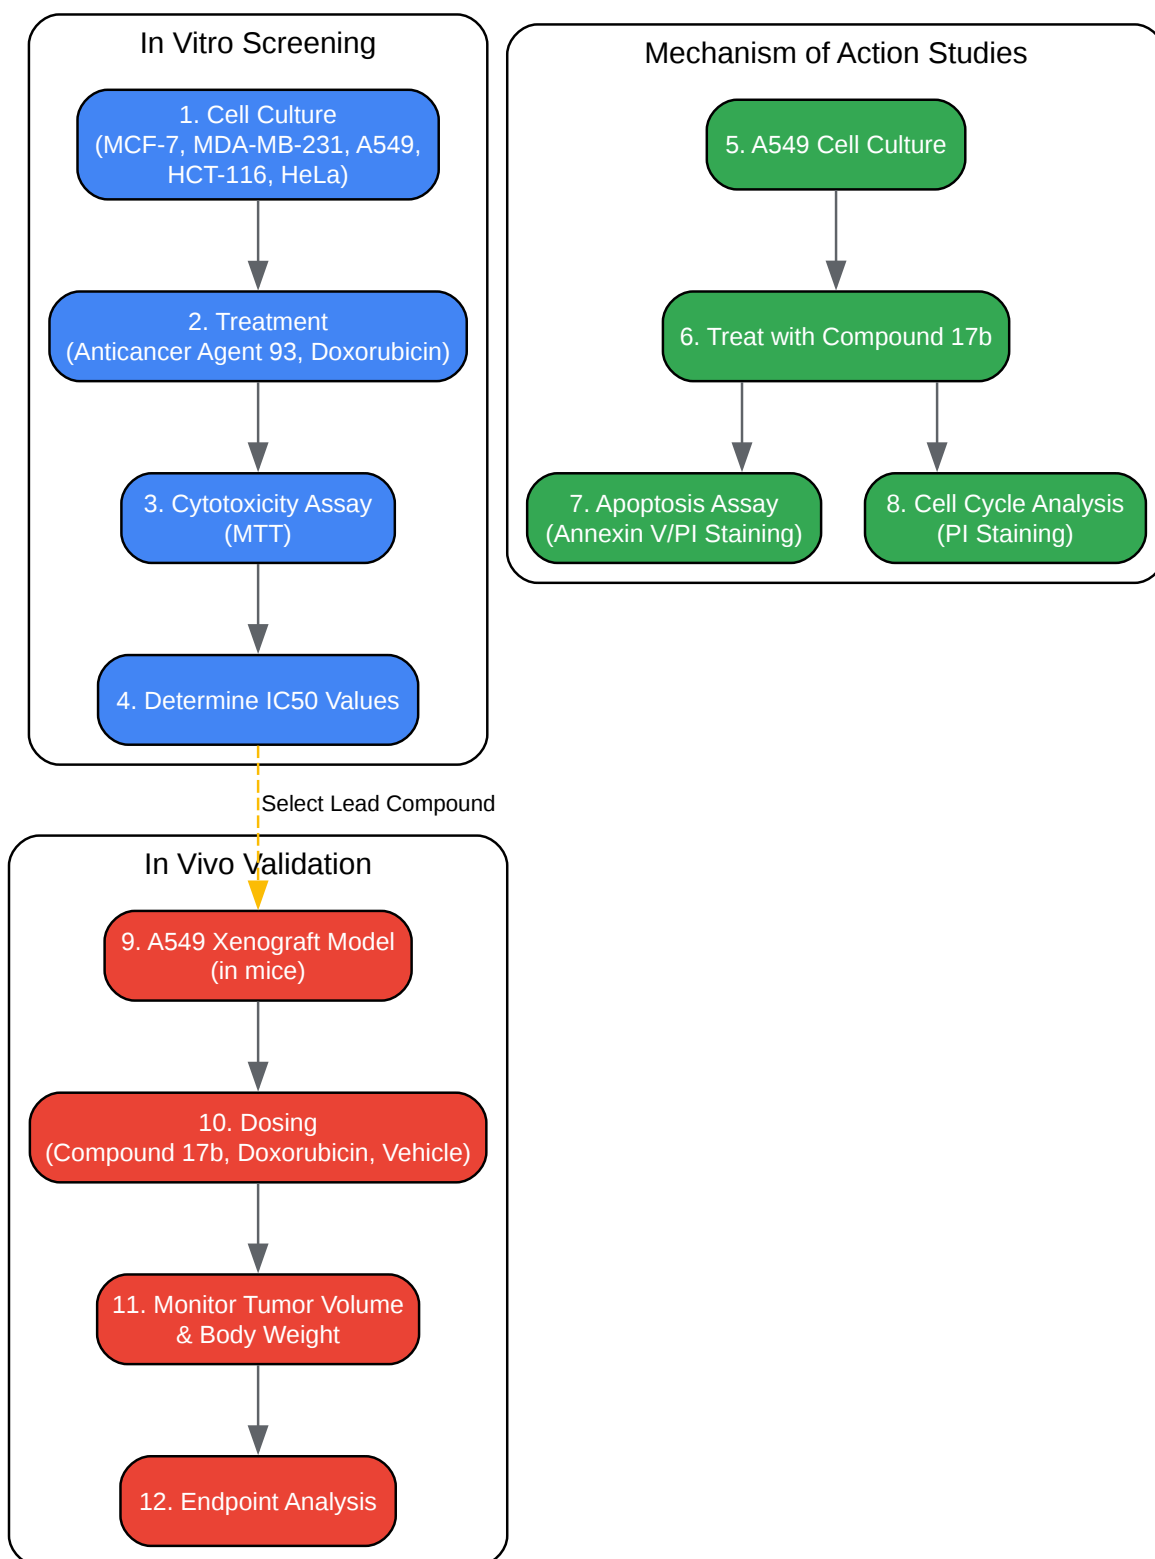 In Vitro Screening
1. Cell Culture
(MCF-7, MDA-MB-231, A549,
HCT-116, HeLa)
2. Treatment
(Anticancer Agent 93, Doxorubicin)
3. Cytotoxicity Assay
(MTT)
4. Determine IC50 Values
Mechanism of Action Studies
5. A549 Cell Culture
6. Treat with Compound 17b
7. Apoptosis Assay
(Annexin V/PI Staining)
8. Cell Cycle Analysis
(PI Staining)
Select Lead Compound
In Vivo Validation
9. A549 Xenograft Model
(in mice)
10. Dosing
(Compound 17b, Doxorubicin, Vehicle)
11. Monitor Tumor Volume
& Body Weight
12. Endpoint Analysis